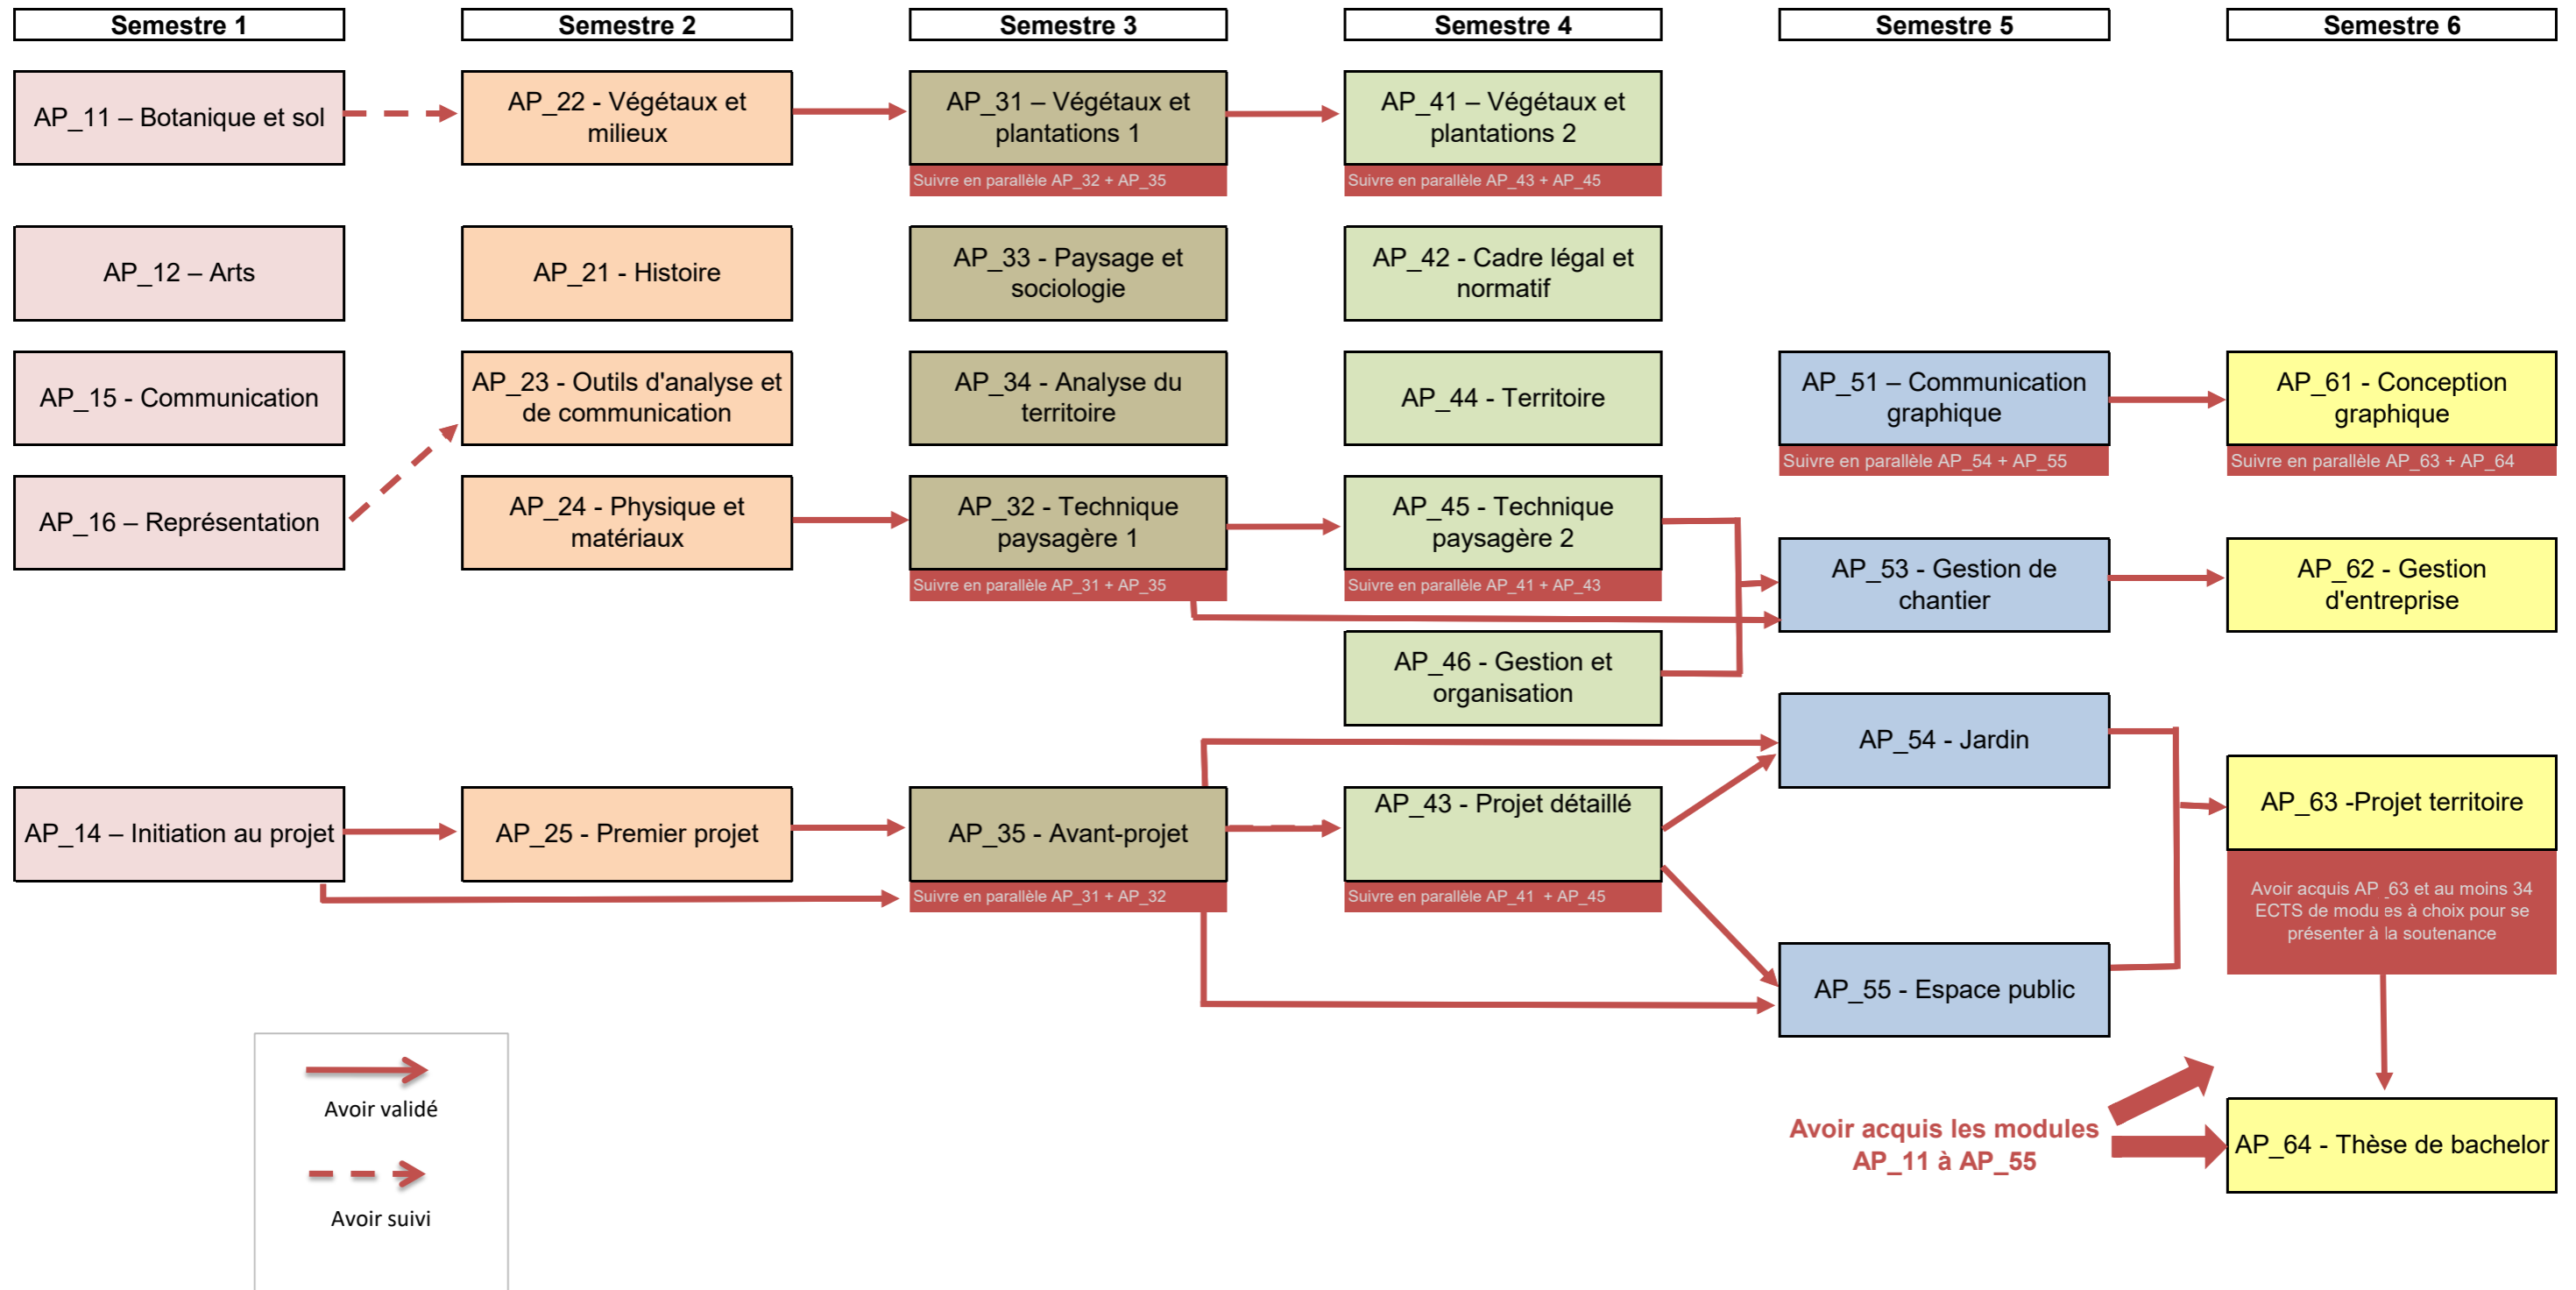 Semestre 1
Semestre 2
Semestre 3
Semestre 4
Semestre 5
Semestre 6
AP_11 – Botanique et sol
AP_22 - Végétaux et
milieux
AP_31 – Végétaux et
plantations 1
Suivre en parallèle AP_32 + AP_35
AP_41 – Végétaux et
plantations 2
Suivre en parallèle AP_43 + AP_45
AP_12 – Arts
AP_21 - Histoire
AP_33 - Paysage et
sociologie
AP_42 - Cadre légal et
normatif
AP_15 - Communication
AP_23 - Outils d'analyse et
de communication
AP_34 - Analyse du
territoire
AP_44 - Territoire
AP_51 – Communication
graphique
Suivre en parallèle AP_54 + AP_55
AP_61 - Conception
graphique
Suivre en parallèle AP_63 + AP_64
AP_16 – Représentation
AP_24 - Physique et
matériaux
AP_32 - Technique
paysagère 1
Suivre en parallèle AP_31 + AP_35
AP_45 - Technique
paysagère 2
Suivre en parallèle AP_41 + AP_43
AP_53 - Gestion de
chantier
AP_62 - Gestion
d'entreprise
AP_46 - Gestion et
organisation
AP_54 - Jardin
AP_14 – Initiation au projet
AP_25 - Premier projet
AP_35 - Avant-projet
Suivre en parallèle AP_31 + AP_32
AP_43 - Projet détaillé
Suivre en parallèle AP_41 + AP_45
AP_63 -Projet territoire
Avoir acquis AP_63 et au moins 34
ECTS de modules à choix pour se
présenter à la soutenance
AP_55 - Espace public
Avoir validé
Avoir suivi
Avoir acquis les modules
AP_11 à AP_55
AP_64 - Thèse de bachelor